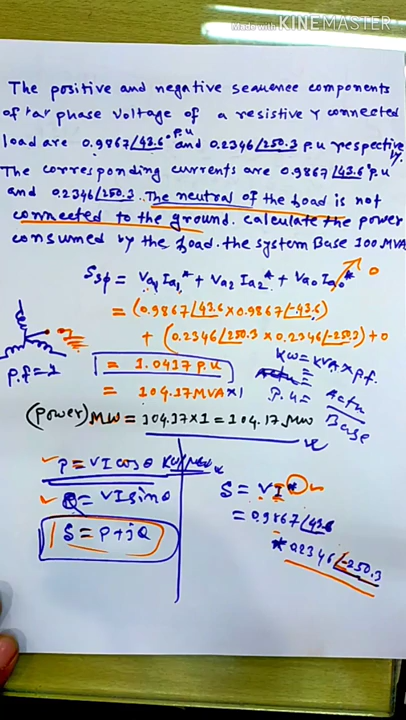 Made with KINEMASTER
The positive and negative sequence components
of 'a' phase voltage of a resistive Y connected
load are 0.9867/43.6° p.u and 0.2346/250.3 p.u respective
ly.
The corresponding currents are 0.9867/43.6° p.u
and 0.2346/250.3. The neutral of the load is not
connected to the ground. calculate the power
consumed by the load. the system Base 100 MVA
S3φ = Va1 Ia1* + Va2 Ia2* + Va0 Ia0* 0
= (0.9867/43.6 × 0.9867/-43.6)
+ (0.2346/250.3 × 0.2346/-250.3) + 0
p.f = 1
= 1.0417 p.u
= 104.17 MVA × 1
KW = KVA × p.f.
P.u = Actu
Base
(Power) MW = 104.17 × 1 = 104.17 MW
P = VI cosθ
Q = VI sinθ
S = P + jQ
S = VI*
= 0.9867/43.6
* 0.2346/-250.3